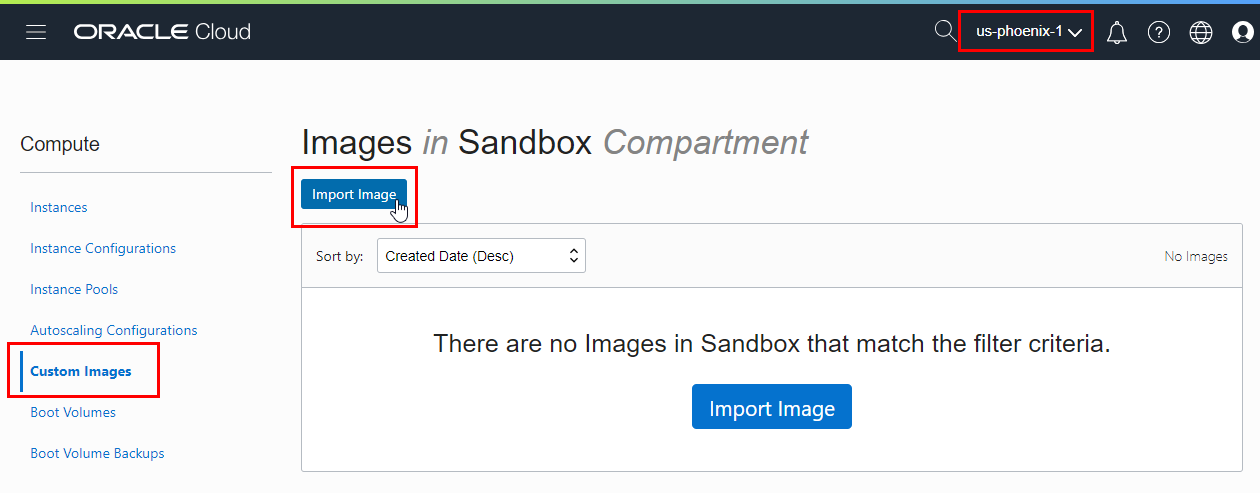 ORACLE Cloud
us-phoenix-1
Compute
Instances
Instance Configurations
Instance Pools
Autoscaling Configurations
Custom Images
Boot Volumes
Boot Volume Backups
Images in Sandbox Compartment
Import Image
Sort by: Created Date (Desc) No Images
There are no Images in Sandbox that match the filter criteria.
Import Image